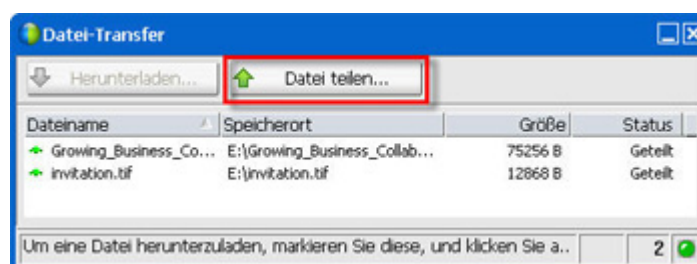 Datei-Transfer
Herunterladen... Datei teilen...
Dateiname Speicherort Größe Status
Growing_Business_Co... E:\Growing_Business_Collab... 75256 B Geteilt
invitation.tif E:\invitation.tif 12868 B Geteilt
Um eine Datei herunterzuladen, markieren Sie diese, und klicken Sie a.. 2